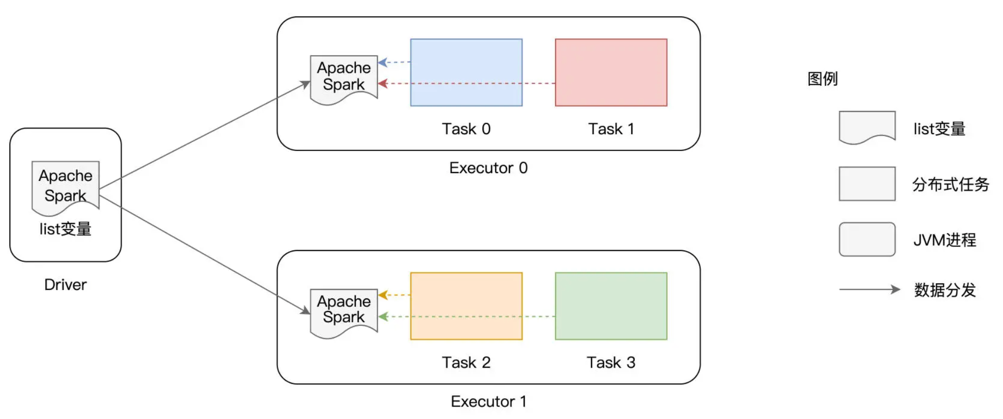 Apache
Spark
list变量
Driver
Apache
Spark
Task 0
Task 1
Executor 0
Apache
Spark
Task 2
Task 3
Executor 1
图例
list变量
分布式任务
JVM进程
数据分发